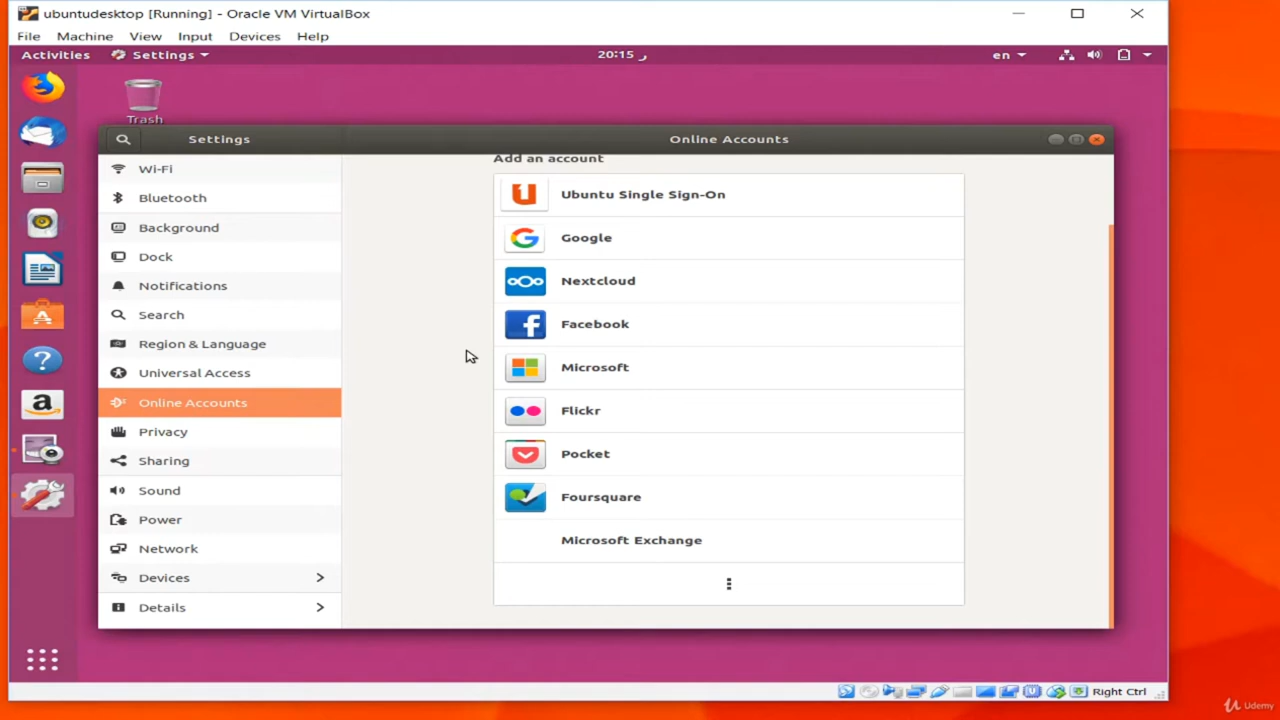 ubuntudesktop [Running] - Oracle VM VirtualBox
File Machine View Input Devices Help
Activities Settings 20:15 ر en
Trash
Settings Online Accounts
Wi-Fi
Bluetooth
Background
Dock
Notifications
Search
Region & Language
Universal Access
Online Accounts
Privacy
Sharing
Sound
Power
Network
Devices
Details
Add an account
Ubuntu Single Sign-On
Google
Nextcloud
Facebook
Microsoft
Flickr
Pocket
Foursquare
Microsoft Exchange
Right Ctrl
Udemy